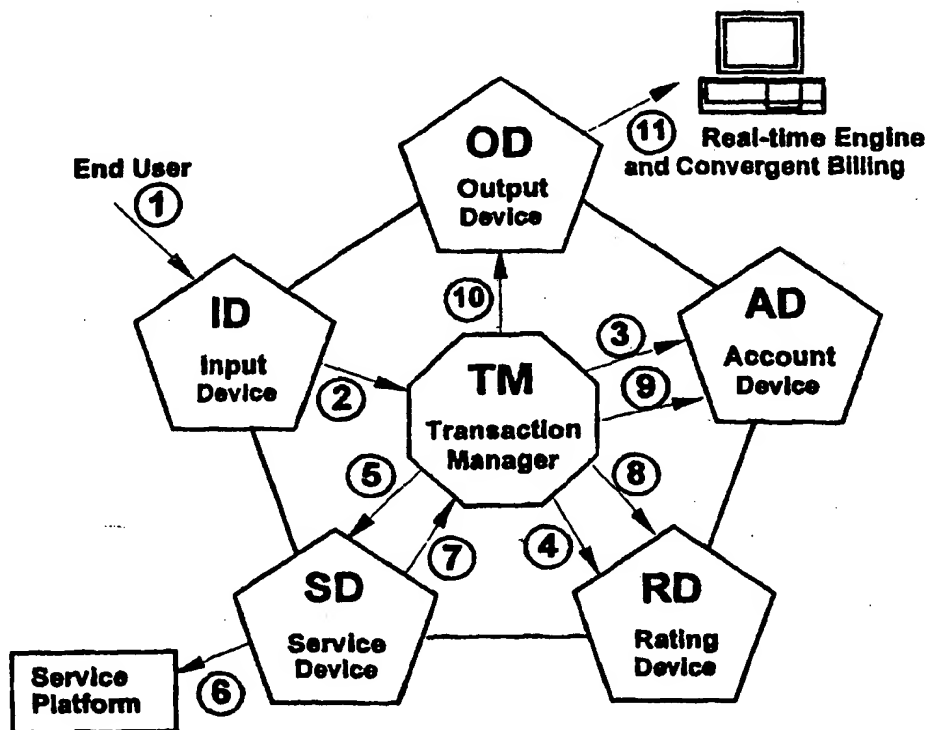 OD
Output
Device
11
Real-time Engine
and Convergent Billing
End User
1
10
ID
Input
Device
2
3
AD
Account
Device
9
TM
Transaction
Manager
5
8
7
4
SD
Service
Device
RD
Rating
Device
6
Service
Platform